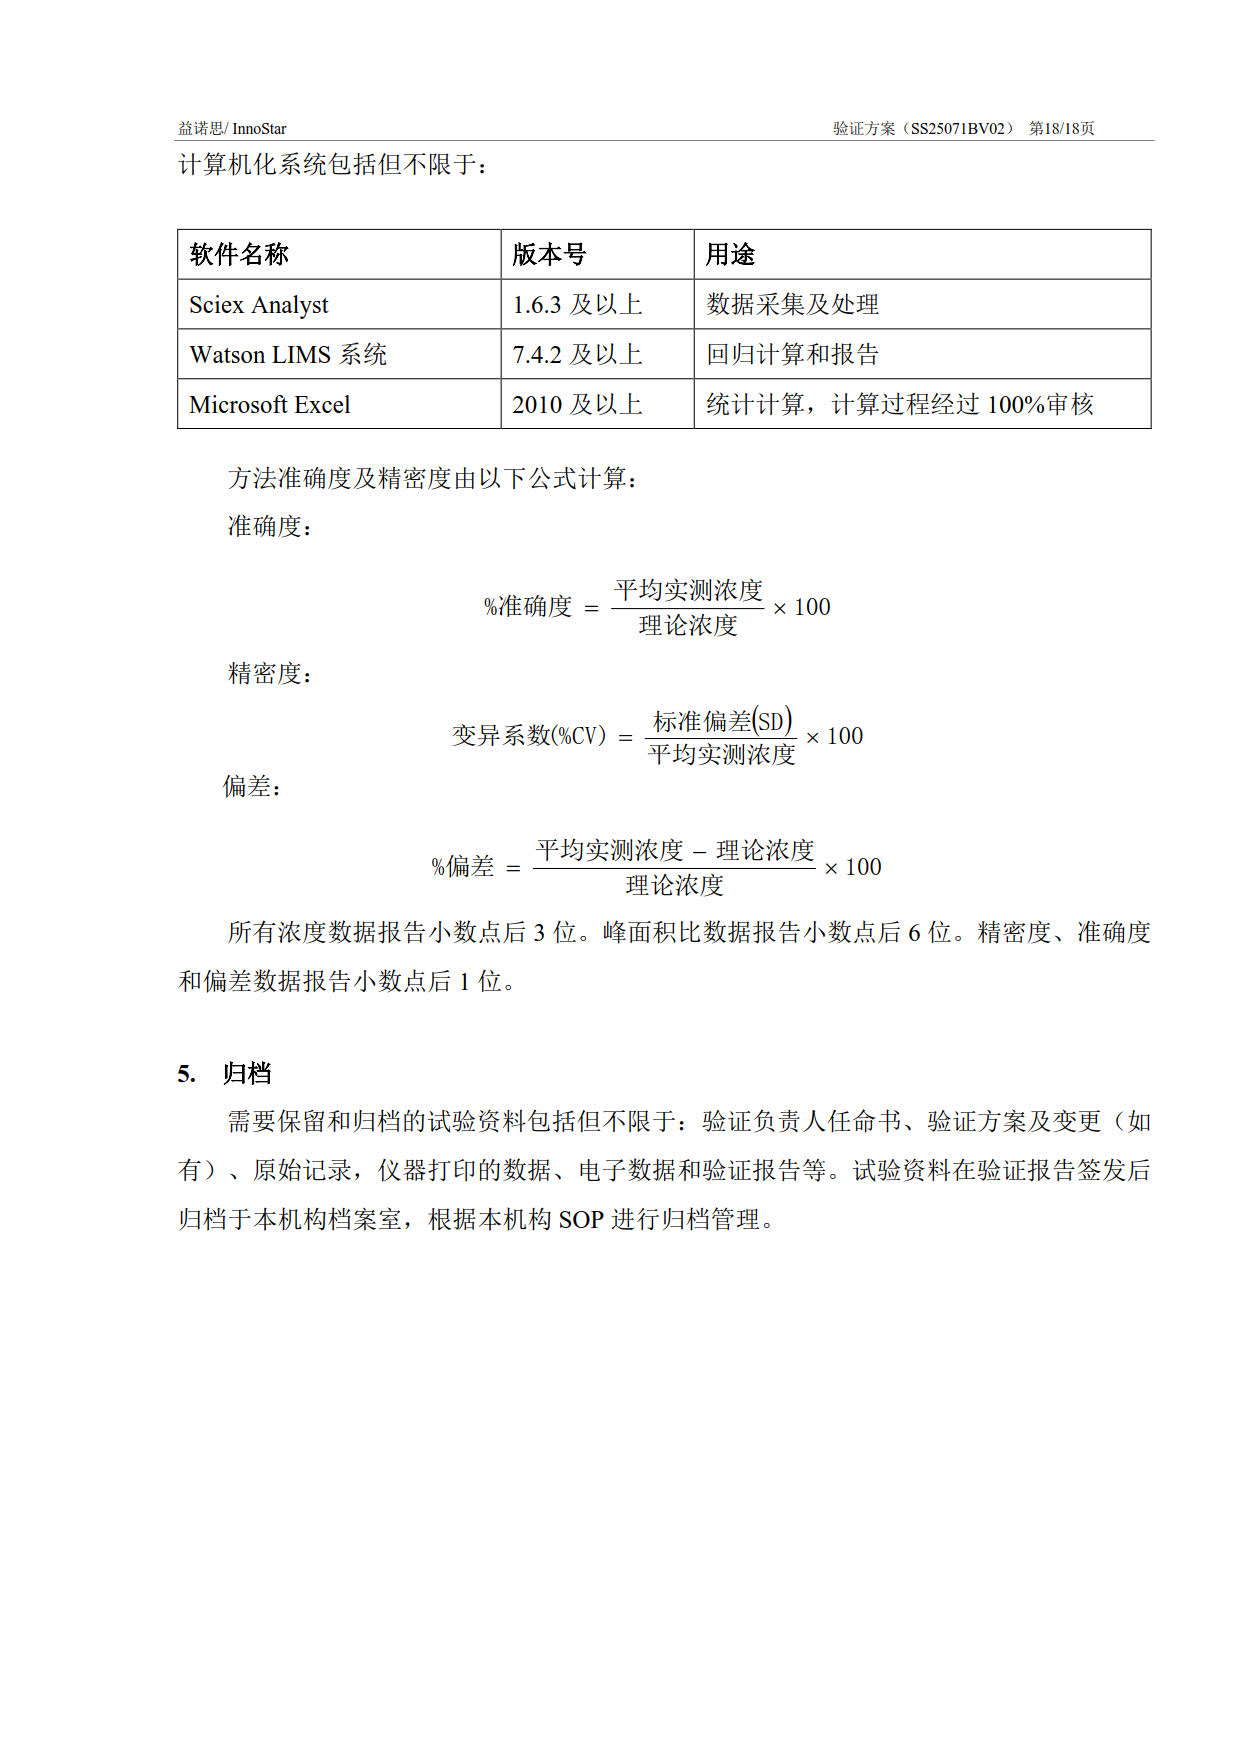 益诺思/ InnoStar 验证方案（SS25071BV02） 第18/18页
计算机化系统包括但不限于：
软件名称 版本号 用途
Sciex Analyst 1.6.3 及以上 数据采集及处理
Watson LIMS 系统 7.4.2 及以上 回归计算和报告
Microsoft Excel 2010 及以上 统计计算，计算过程经过 100%审核
方法准确度及精密度由以下公式计算：
准确度：
%准确度 = 平均实测浓度 / 理论浓度 × 100
精密度：
变异系数(%CV) = 标准偏差(SD) / 平均实测浓度 × 100
偏差：
%偏差 = 平均实测浓度 − 理论浓度 / 理论浓度 × 100
所有浓度数据报告小数点后 3 位。峰面积比数据报告小数点后 6 位。精密度、准确度
和偏差数据报告小数点后 1 位。
5. 归档
需要保留和归档的试验资料包括但不限于：验证负责人任命书、验证方案及变更（如
有）、原始记录，仪器打印的数据、电子数据和验证报告等。试验资料在验证报告签发后
归档于本机构档案室，根据本机构 SOP 进行归档管理。